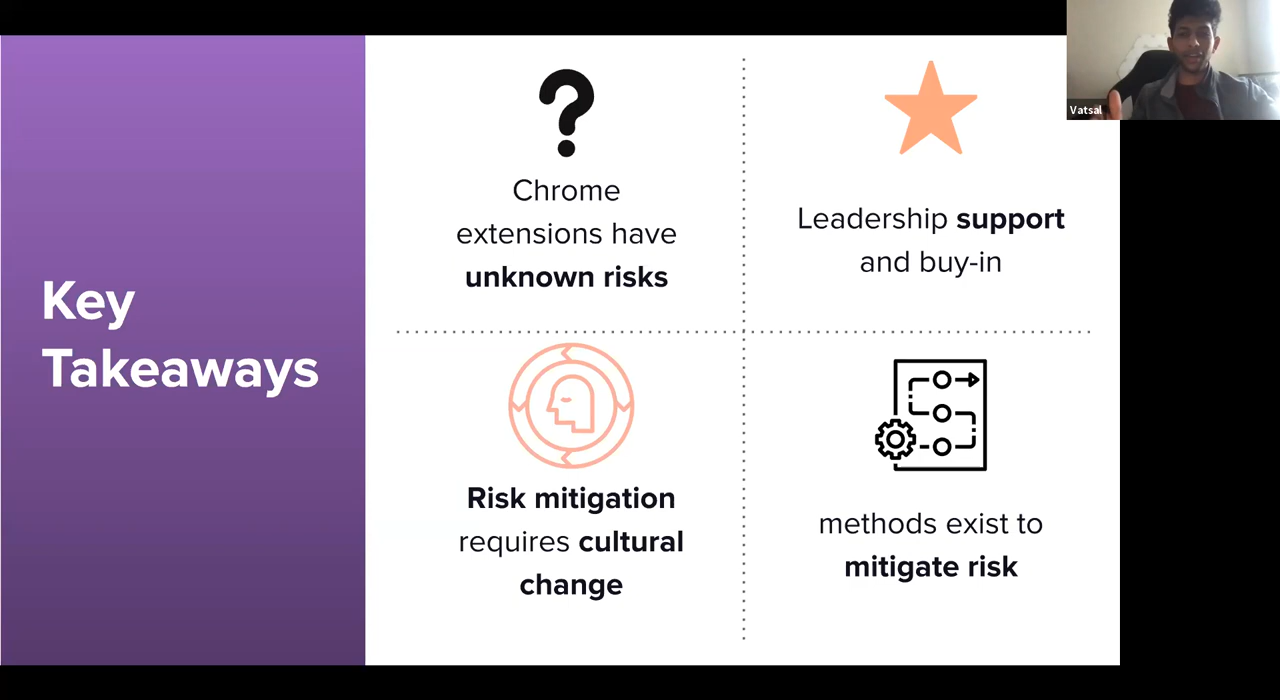 Key
Takeaways
Chrome
extensions have
unknown risks
Leadership support
and buy-in
Risk mitigation
requires cultural
change
methods exist to
mitigate risk
Vatsal